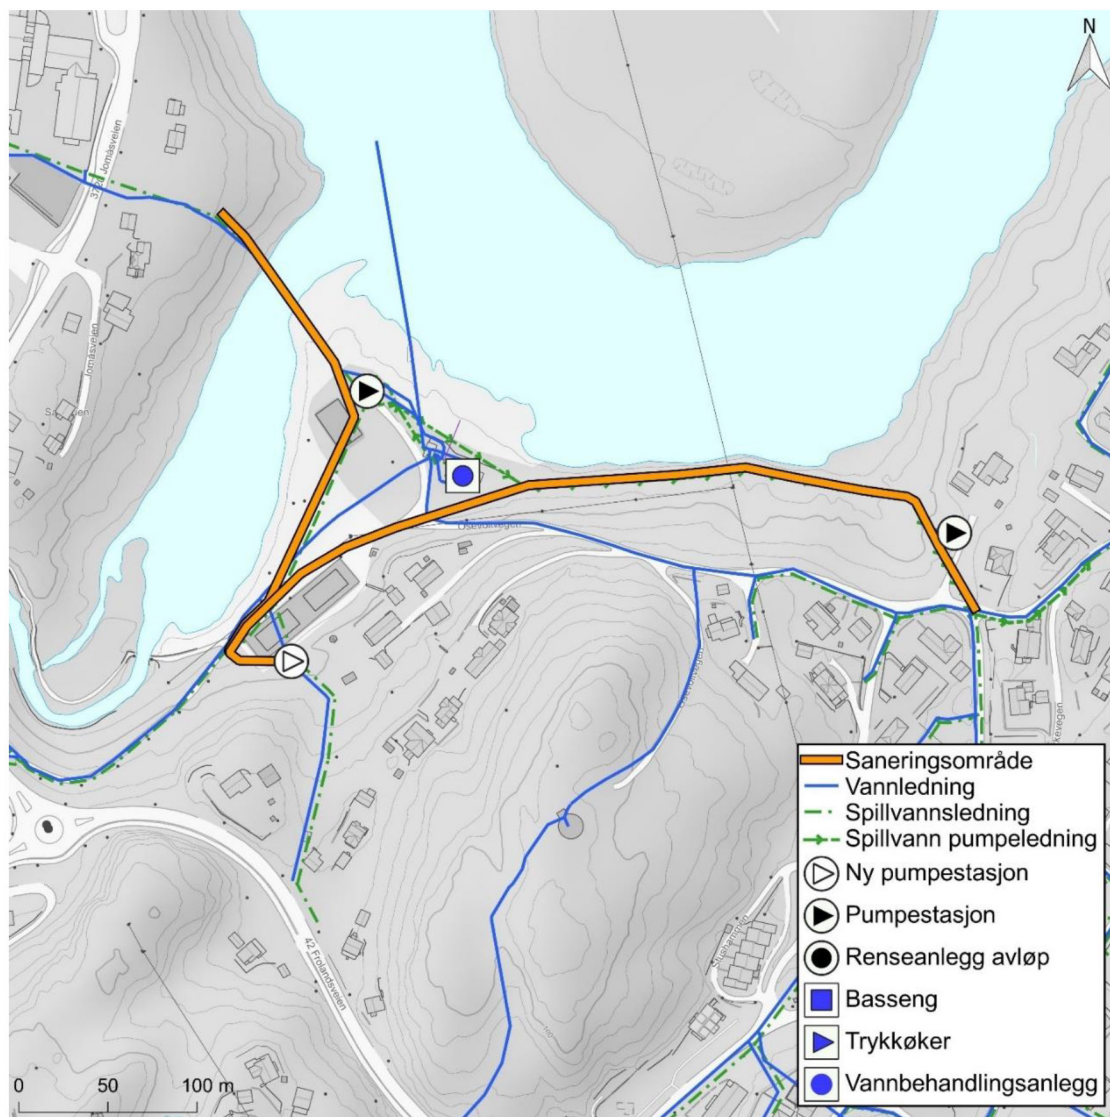 N
Jomåsveien
Osevollvegen
42 Frolandsveien
Saneringsområde
Vannledning
Spillvannsledning
Spillvann pumpeledning
Ny pumpestasjon
Pumpestasjon
Renseanlegg avløp
Basseng
Trykkøker
Vannbehandlingsanlegg
0 50 100 m